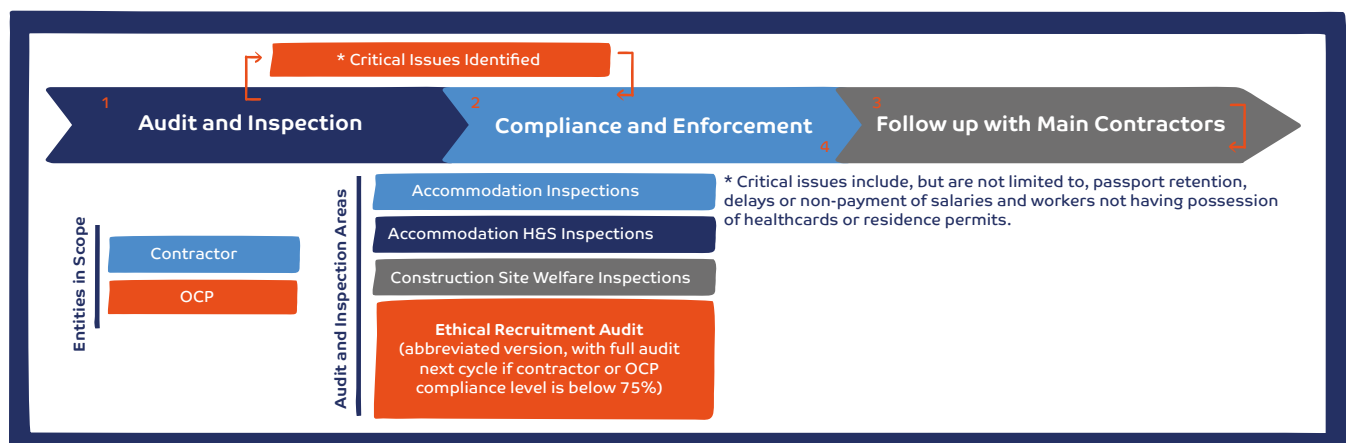 * Critical Issues Identified
1
Audit and Inspection
2
Compliance and Enforcement
4
3
Follow up with Main Contractors
Entities in Scope
Contractor
OCP
Audit and Inspection Areas
Accommodation Inspections
Accommodation H&S Inspections
Construction Site Welfare Inspections
Ethical Recruitment Audit
(abbreviated version, with full audit
next cycle if contractor or OCP
compliance level is below 75%)
* Critical issues include, but are not limited to, passport retention,
delays or non-payment of salaries and workers not having possession
of healthcards or residence permits.